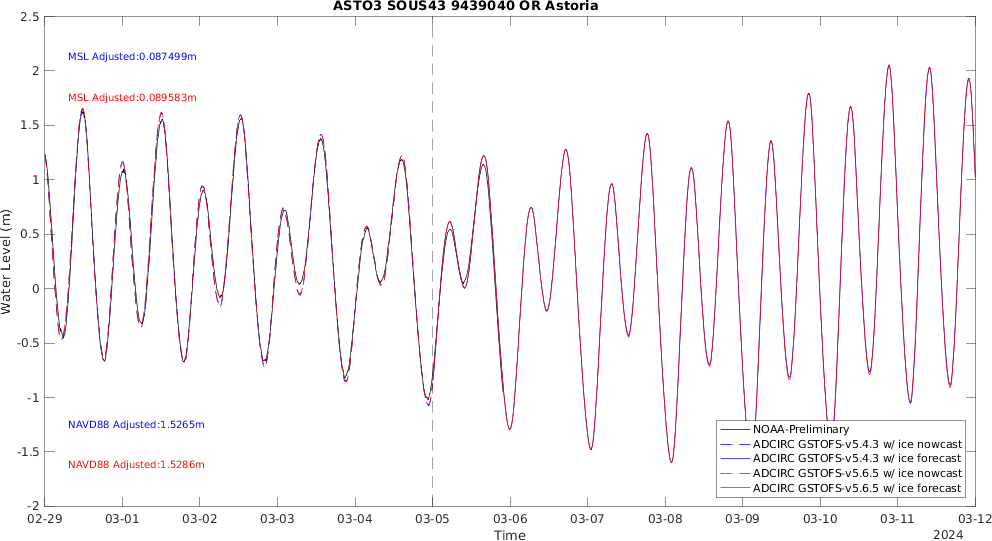 ASTO3 SOUS43 9439040 OR Astoria
MSL Adjusted:0.087499m
MSL Adjusted:0.089583m
NAVD88 Adjusted:1.5265m
NAVD88 Adjusted:1.5286m
Water Level (m)
2.5
2
1.5
1
0.5
0
-0.5
-1
-1.5
-2
NOAA-Preliminary
ADCIRC GSTOFS-v5.4.3 w/ ice nowcast
ADCIRC GSTOFS-v5.4.3 w/ ice forecast
ADCIRC GSTOFS-v5.6.5 w/ ice nowcast
ADCIRC GSTOFS-v5.6.5 w/ ice forecast
02-29 03-01 03-02 03-03 03-04 03-05 03-06 03-07 03-08 03-09 03-10 03-11 03-12
Time
2024